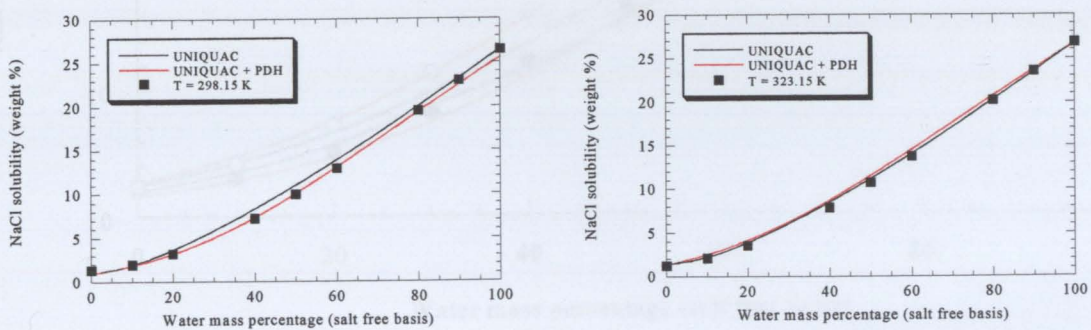 30
25
20
15
10
5
0
NaCl solubility (weight %)
UNIQUAC
UNIQUAC + PDH
T = 298.15 K
0 20 40 60 80 100
Water mass percentage (salt free basis)
30
25
20
15
10
5
0
NaCl solubility (weight %)
UNIQUAC
UNIQUAC + PDH
T = 323.15 K
0 20 40 60 80 100
Water mass percentage (salt free basis)